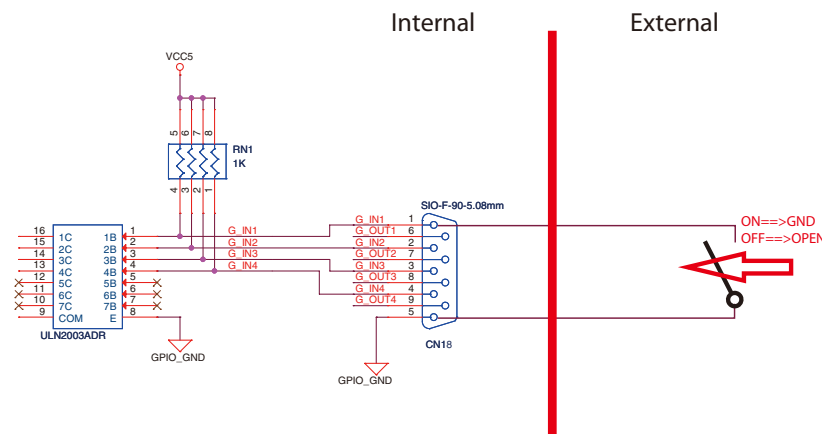 Internal
External
VCC5
5
6
7
8
RN1
1K
4
3
2
1
SIO-F-90-5.08mm
G_IN1
1
G_OUT1
6
G_IN2
2
G_OUT2
7
G_IN3
3
G_OUT3
8
G_IN4
4
G_OUT4
9
5
CN18
ON==>GND
OFF==>OPEN
G_IN1
G_IN2
G_IN3
G_IN4
16 1C 1B 1
15 2C 2B 2
14 3C 3B 3
13 4C 4B 4
12 5C 5B 5
11 6C 6B 6
10 7C 7B 7
9 COM E 8
ULN2003ADR
GPIO_GND
GPIO_GND